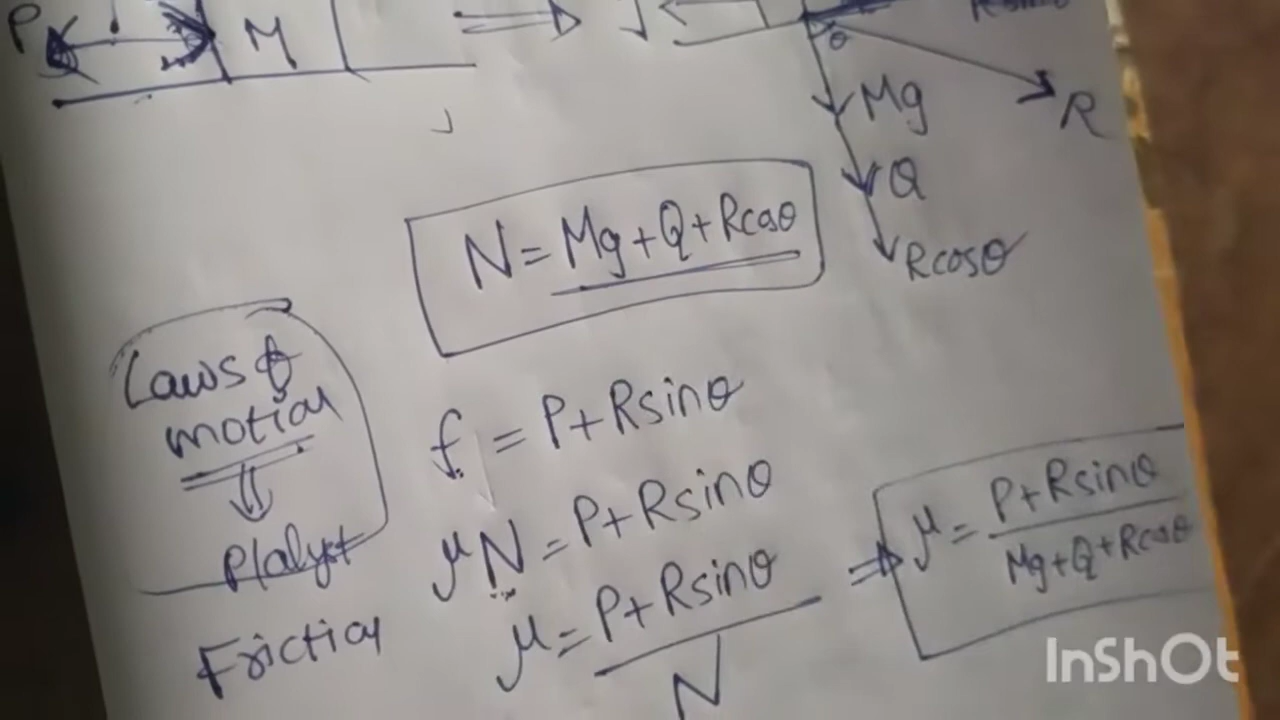 P
M
θ
Mg
R
Q
N = Mg + Q + Rcosθ
Rcosθ
Laws of
motion
f = P + Rsinθ
μN = P + Rsinθ
μ = P + Rsinθ / N
⇒ μ = P + Rsinθ / Mg + Q + Rcosθ
Friction
InShOt